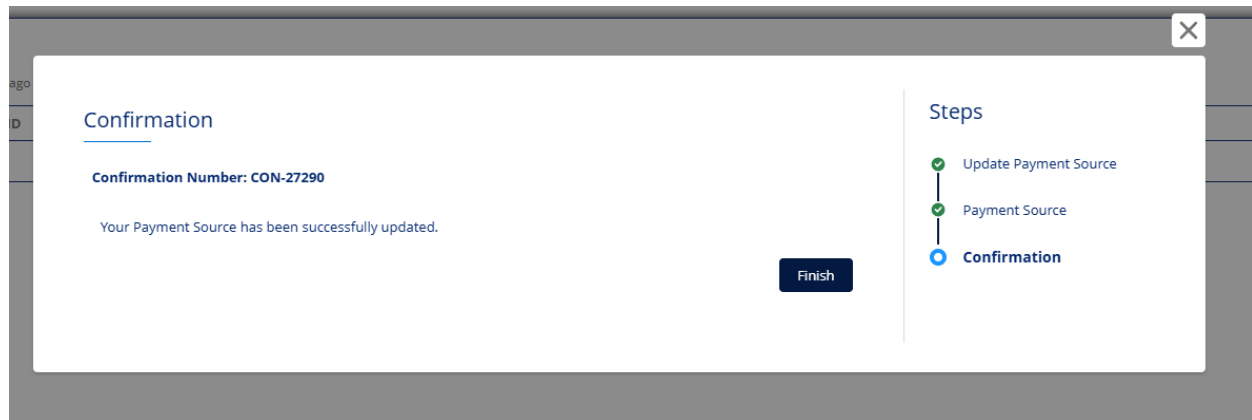 ago
ID
Confirmation
Confirmation Number: CON-27290
Your Payment Source has been successfully updated.
Finish
Steps
Update Payment Source
Payment Source
Confirmation